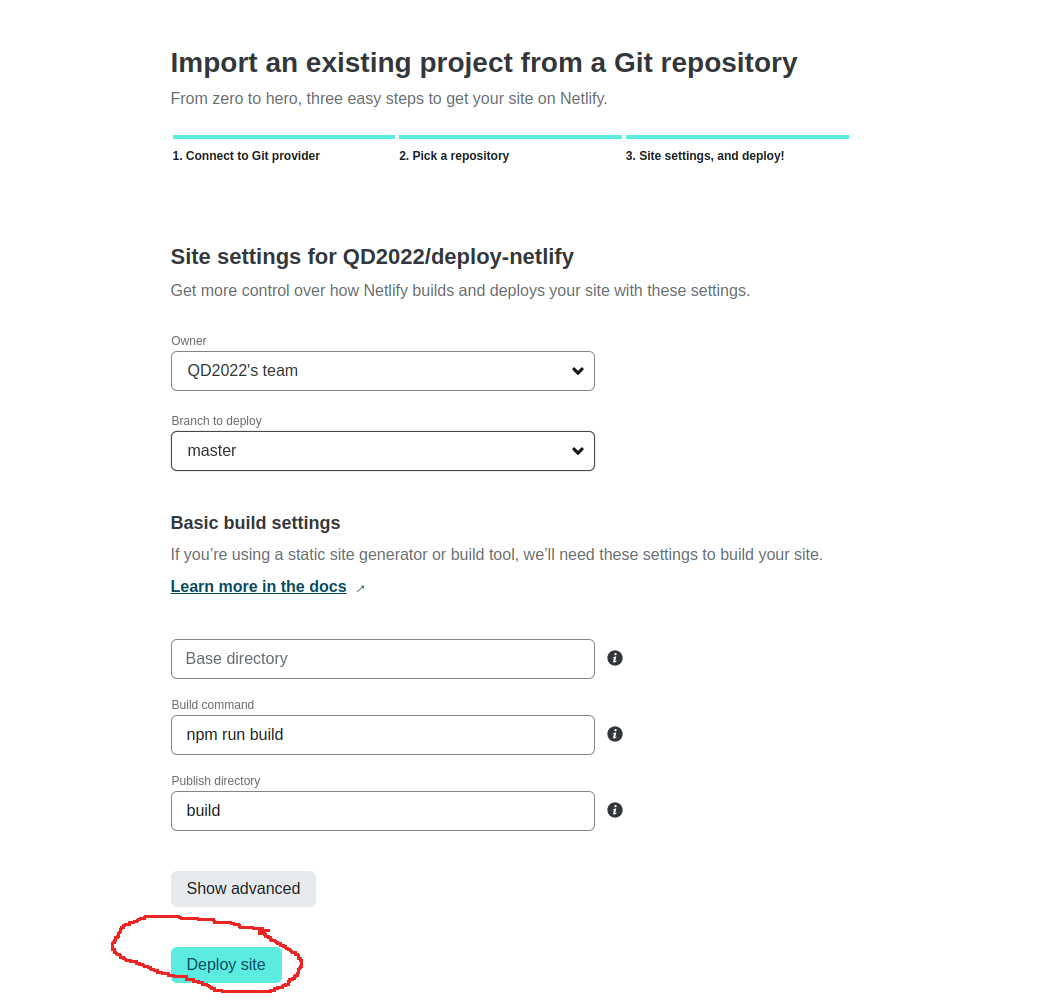 Import an existing project from a Git repository
From zero to hero, three easy steps to get your site on Netlify.
1. Connect to Git provider
2. Pick a repository
3. Site settings, and deploy!
Site settings for QD2022/deploy-netlify
Get more control over how Netlify builds and deploys your site with these settings.
Owner
QD2022's team
Branch to deploy
master
Basic build settings
If you’re using a static site generator or build tool, we’ll need these settings to build your site.
Learn more in the docs ↗
Base directory
Build command
npm run build
Publish directory
build
Show advanced
Deploy site